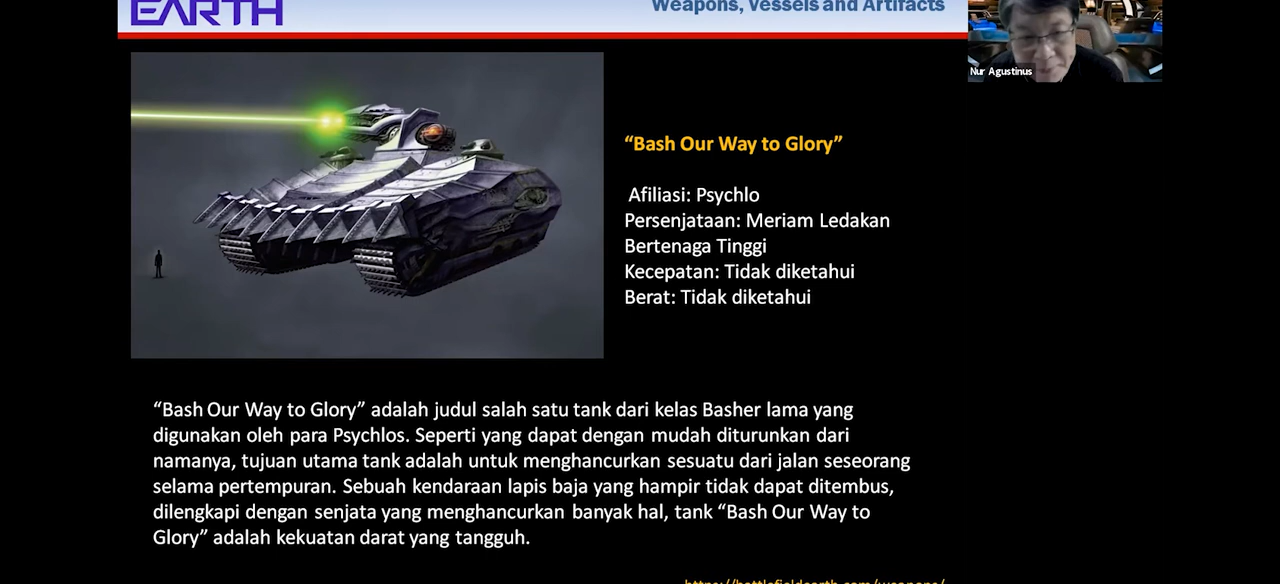 EARTH
Weapons, Vessels and Artifacts
Nur Agustinus
“Bash Our Way to Glory”
Afiliasi: Psychlo
Persenjataan: Meriam Ledakan
Bertenaga Tinggi
Kecepatan: Tidak diketahui
Berat: Tidak diketahui
“Bash Our Way to Glory” adalah judul salah satu tank dari kelas Basher lama yang
digunakan oleh para Psychlos. Seperti yang dapat dengan mudah diturunkan dari
namanya, tujuan utama tank adalah untuk menghancurkan sesuatu dari jalan seseorang
selama pertempuran. Sebuah kendaraan lapis baja yang hampir tidak dapat ditembus,
dilengkapi dengan senjata yang menghancurkan banyak hal, tank “Bash Our Way to
Glory” adalah kekuatan darat yang tangguh.
https://battlefieldearth.com/weapons/